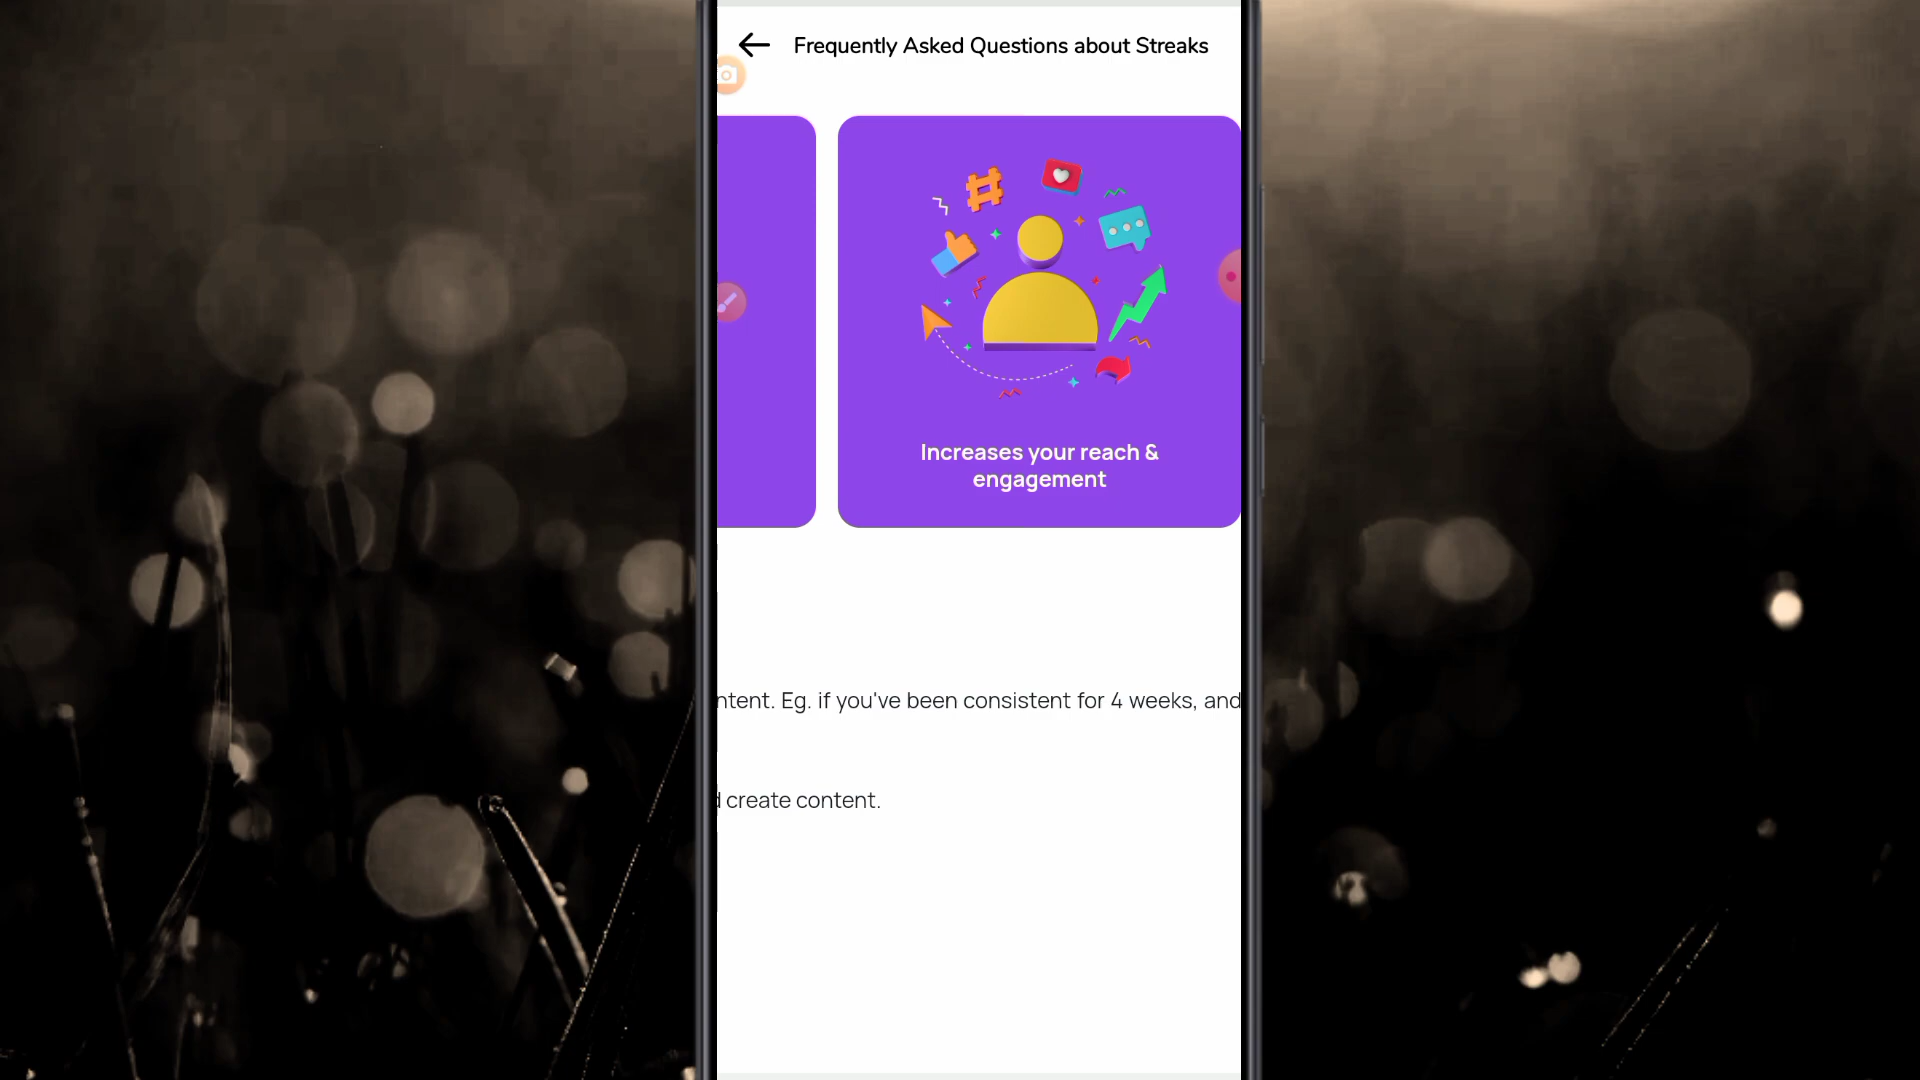 Frequently Asked Questions about Streaks
Increases your reach &
engagement
ntent. Eg. if you've been consistent for 4 weeks, and
create content.